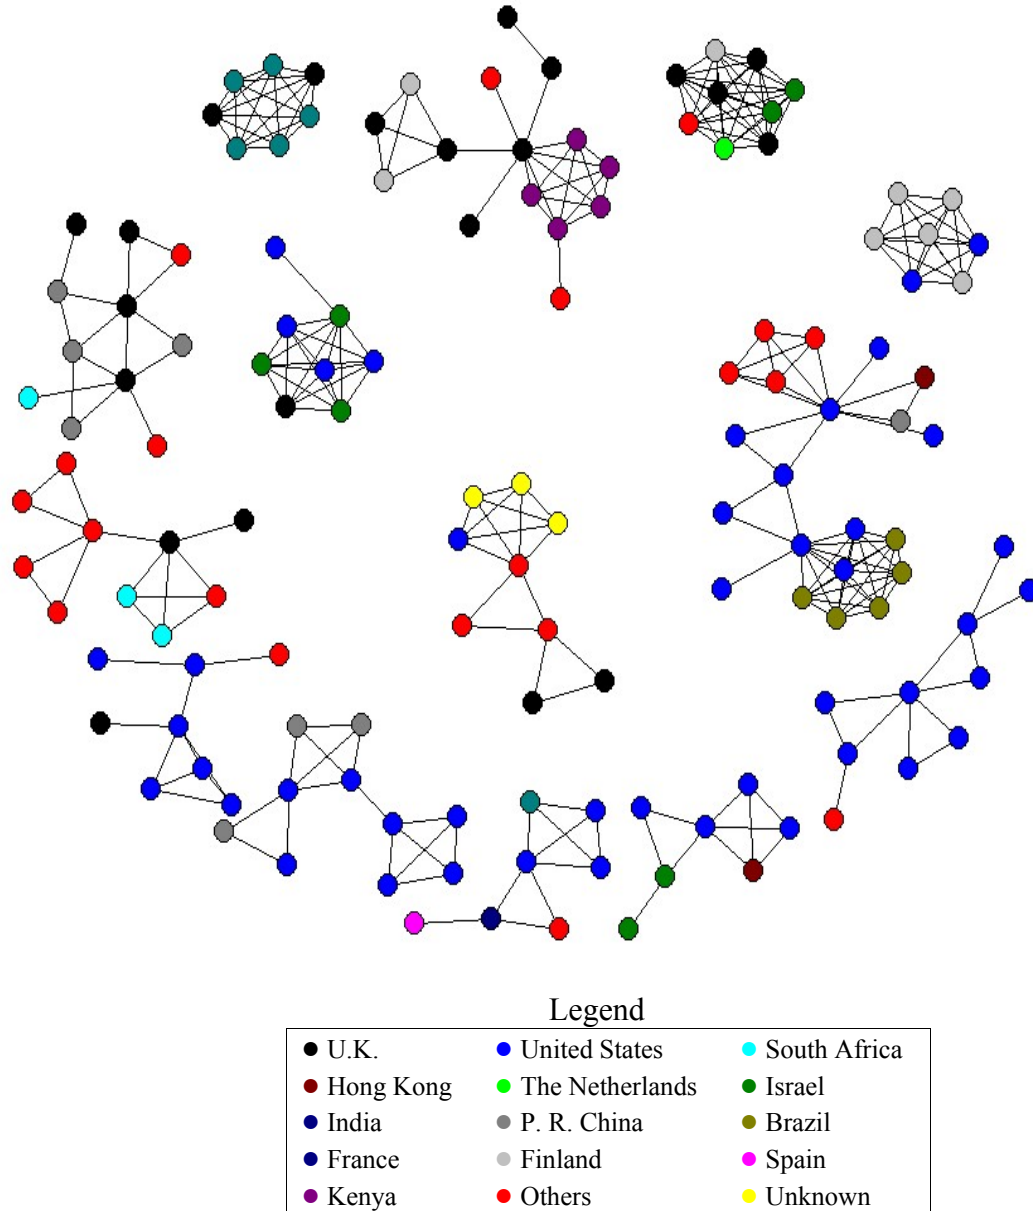 Legend
U.K. United States South Africa
Hong Kong The Netherlands Israel
India P. R. China Brazil
France Finland Spain
Kenya Others Unknown